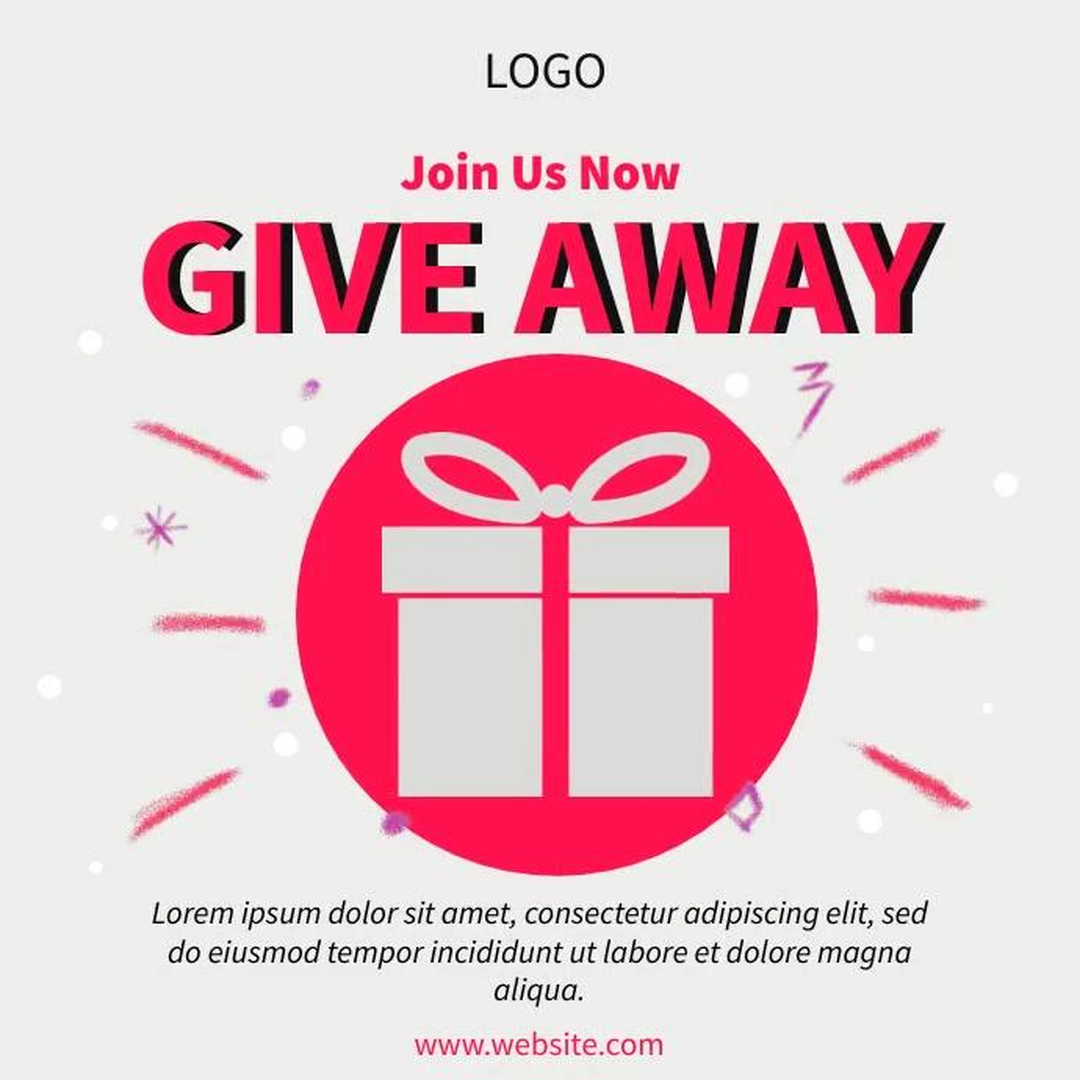 LOGO
Join Us Now
GIVE AWAY
Lorem ipsum dolor sit amet, consectetur adipiscing elit, sed
do eiusmod tempor incididunt ut labore et dolore magna
aliqua.
www.website.com